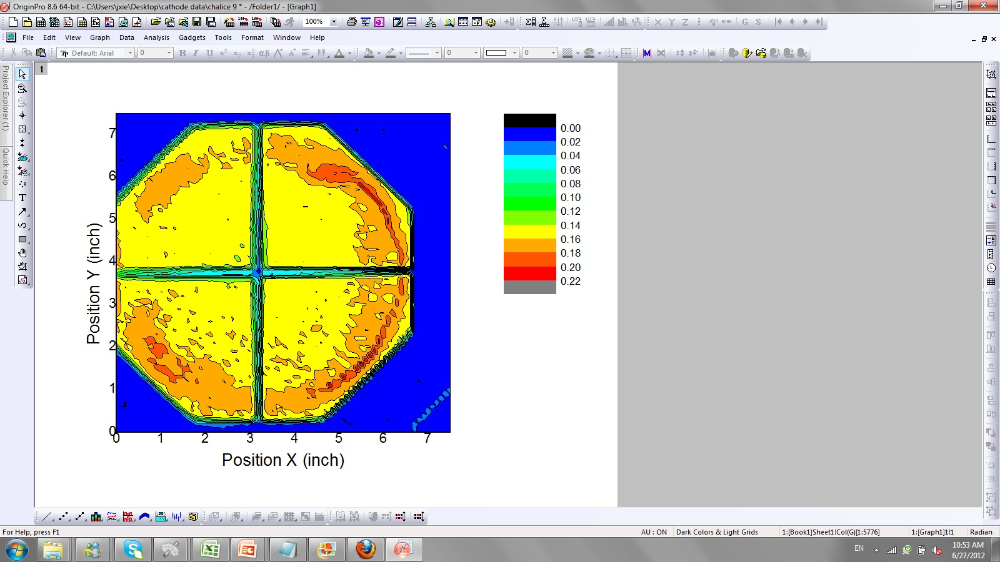 OriginPro 8.6 64-bit - C:\Users\jxie\Desktop\cathode data\chalice 9 * - /Folder1/ - [Graph1]
100%
File Edit View Graph Data Analysis Gadgets Tools Format Window Help
Default: Arial 0 B I U αβ A A A 0 0
Project Explorer (1)
Quick Help
1
Position Y (inch)
7
6
5
4
3
2
1
0
0 1 2 3 4 5 6 7
Position X (inch)
0.00
0.02
0.04
0.06
0.08
0.10
0.12
0.14
0.16
0.18
0.20
0.22
For Help, press F1 AU : ON Dark Colors & Light Grids 1:[Book1]Sheet1!Col(G)[1:5776] 1:[Graph1]1!1 Radian
EN 10:53 AM
6/27/2012